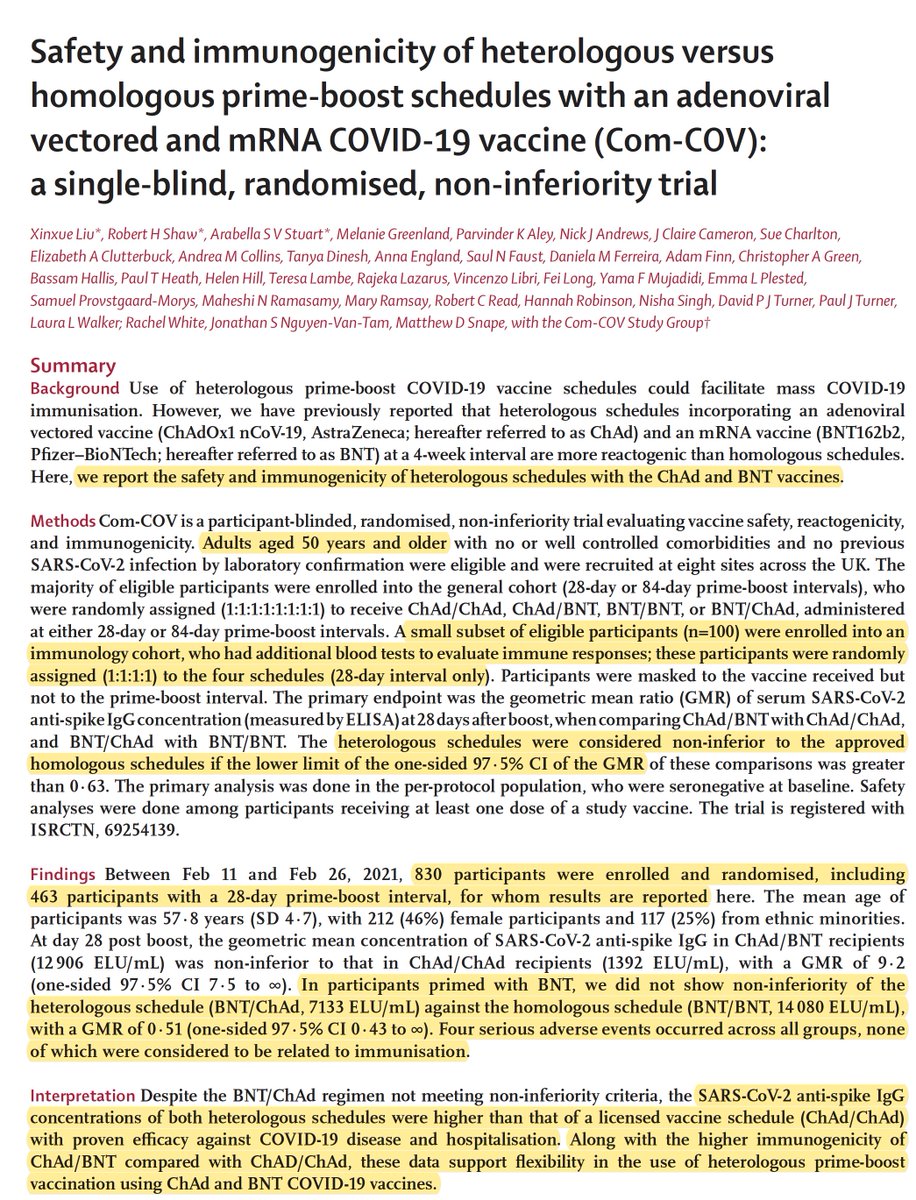 Safety and immunogenicity of heterologous versus
homologous prime-boost schedules with an adenoviral
vectored and mRNA COVID-19 vaccine (Com-COV):
a single-blind, randomised, non-inferiority trial
Xinxue Liu*, Robert H Shaw*, Arabella S V Stuart*, Melanie Greenland, Parvinder K Aley, Nick J Andrews, J Claire Cameron, Sue Charlton,
Elizabeth A Clutterbuck, Andrea M Collins, Tanya Dinesh, Anna England, Saul N Faust, Daniela M Ferreira, Adam Finn, Christopher A Green,
Bassam Hallis, Paul T Heath, Helen Hill, Teresa Lambe, Rajeka Lazarus, Vincenzo Libri, Fei Long, Yama F Mujadidi, Emma L Plested,
Samuel Provstgaard-Morys, Maheshi N Ramasamy, Mary Ramsay, Robert C Read, Hannah Robinson, Nisha Singh, David P J Turner, Paul J Turner,
Laura L Walker; Rachel White, Jonathan S Nguyen-Van-Tam, Matthew D Snape, with the Com-COV Study Group†
Summary
Background Use of heterologous prime-boost COVID-19 vaccine schedules could facilitate mass COVID-19
immunisation. However, we have previously reported that heterologous schedules incorporating an adenoviral
vectored vaccine (ChAdOx1 nCoV-19, AstraZeneca; hereafter referred to as ChAd) and an mRNA vaccine (BNT162b2,
Pfizer–BioNTech; hereafter referred to as BNT) at a 4-week interval are more reactogenic than homologous schedules.
Here, we report the safety and immunogenicity of heterologous schedules with the ChAd and BNT vaccines.
Methods Com-COV is a participant-blinded, randomised, non-inferiority trial evaluating vaccine safety, reactogenicity,
and immunogenicity. Adults aged 50 years and older with no or well controlled comorbidities and no previous
SARS-CoV-2 infection by laboratory confirmation were eligible and were recruited at eight sites across the UK. The
majority of eligible participants were enrolled into the general cohort (28-day or 84-day prime-boost intervals), who
were randomly assigned (1:1:1:1:1:1:1:1) to receive ChAd/ChAd, ChAd/BNT, BNT/BNT, or BNT/ChAd, administered
at either 28-day or 84-day prime-boost intervals. A small subset of eligible participants (n=100) were enrolled into an
immunology cohort, who had additional blood tests to evaluate immune responses; these participants were randomly
assigned (1:1:1:1) to the four schedules (28-day interval only). Participants were masked to the vaccine received but
not to the prime-boost interval. The primary endpoint was the geometric mean ratio (GMR) of serum SARS-CoV-2
anti-spike IgG concentration (measured by ELISA) at 28 days after boost, when comparing ChAd/BNT with ChAd/ChAd,
and BNT/ChAd with BNT/BNT. The heterologous schedules were considered non-inferior to the approved
homologous schedules if the lower limit of the one-sided 97·5% CI of the GMR of these comparisons was greater
than 0·63. The primary analysis was done in the per-protocol population, who were seronegative at baseline. Safety
analyses were done among participants receiving at least one dose of a study vaccine. The trial is registered with
ISRCTN, 69254139.
Findings Between Feb 11 and Feb 26, 2021, 830 participants were enrolled and randomised, including
463 participants with a 28-day prime-boost interval, for whom results are reported here. The mean age of
participants was 57·8 years (SD 4·7), with 212 (46%) female participants and 117 (25%) from ethnic minorities.
At day 28 post boost, the geometric mean concentration of SARS-CoV-2 anti-spike IgG in ChAd/BNT recipients
(12 906 ELU/mL) was non-inferior to that in ChAd/ChAd recipients (1392 ELU/mL), with a GMR of 9·2
(one-sided 97·5% CI 7·5 to ∞). In participants primed with BNT, we did not show non-inferiority of the
heterologous schedule (BNT/ChAd, 7133 ELU/mL) against the homologous schedule (BNT/BNT, 14 080 ELU/mL),
with a GMR of 0·51 (one-sided 97·5% CI 0·43 to ∞). Four serious adverse events occurred across all groups, none
of which were considered to be related to immunisation.
Interpretation Despite the BNT/ChAd regimen not meeting non-inferiority criteria, the SARS-CoV-2 anti-spike IgG
concentrations of both heterologous schedules were higher than that of a licensed vaccine schedule (ChAd/ChAd)
with proven efficacy against COVID-19 disease and hospitalisation. Along with the higher immunogenicity of
ChAd/BNT compared with ChAD/ChAd, these data support flexibility in the use of heterologous prime-boost
vaccination using ChAd and BNT COVID-19 vaccines.